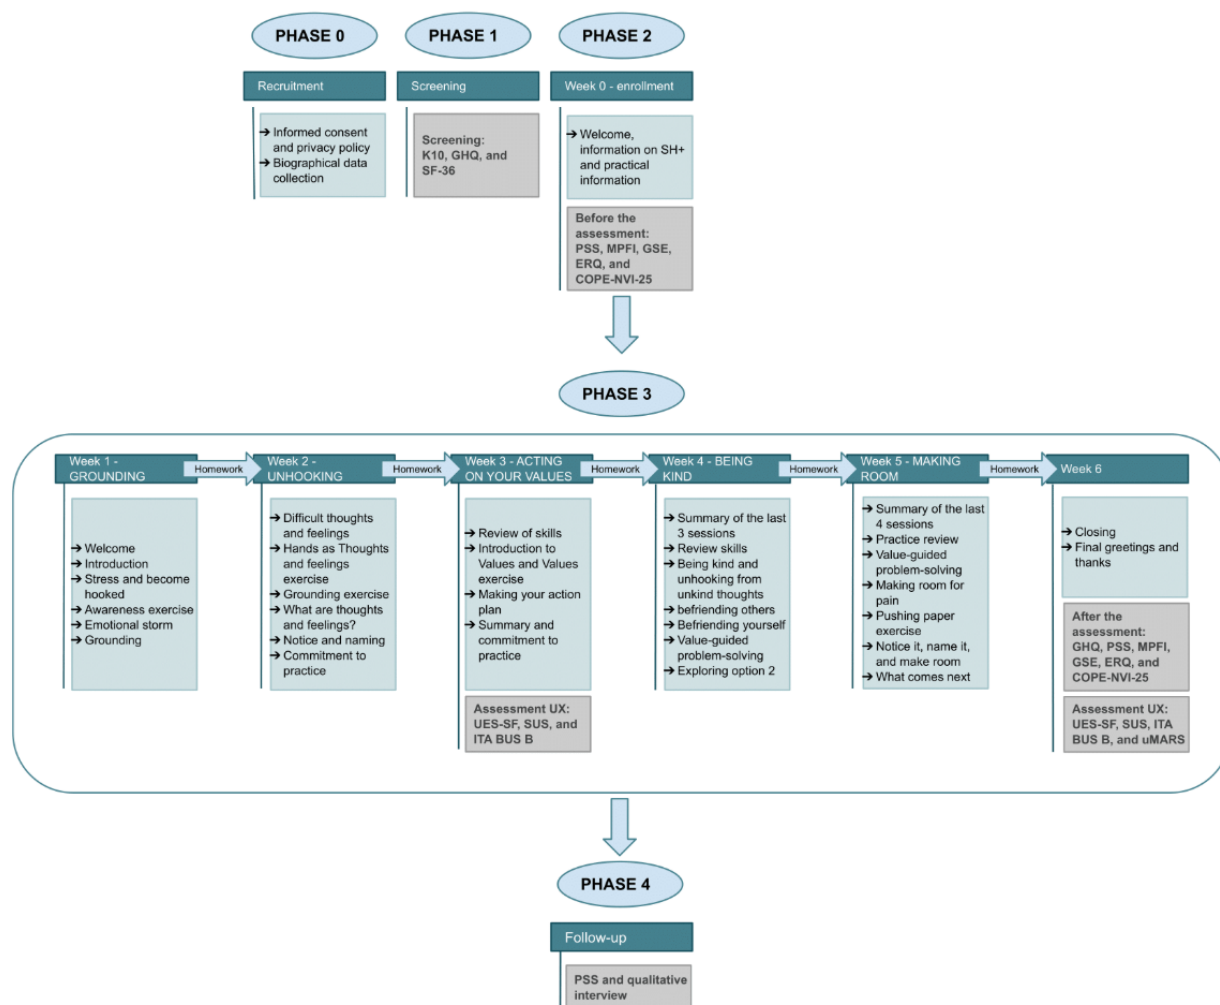 PHASE 0
PHASE 1
PHASE 2
Recruitment
Screening
Week 0 - enrollment
➔ Informed consent
and privacy policy
➔ Biographical data
collection
Screening:
K10, GHQ, and
SF-36
➔ Welcome,
information on SH+
and practical
information
Before the
assessment:
PSS, MPFI, GSE,
ERQ, and
COPE-NVI-25
PHASE 3
Week 1 -
GROUNDING
Homework
Week 2 -
UNHOOKING
Homework
Week 3 - ACTING
ON YOUR VALUES
Homework
Week 4 - BEING
KIND
Homework
Week 5 - MAKING
ROOM
Homework
Week 6
➔ Welcome
➔ Introduction
➔ Stress and become
hooked
➔ Awareness exercise
➔ Emotional storm
➔ Grounding
➔ Difficult thoughts
and feelings
➔ Hands as Thoughts
and feelings
exercise
➔ Grounding exercise
➔ What are thoughts
and feelings?
➔ Notice and naming
➔ Commitment to
practice
➔ Review of skills
➔ Introduction to
Values and Values
exercise
➔ Making your action
plan
➔ Summary and
commitment to
practice
Assessment UX:
UES-SF, SUS, and
ITA BUS B
➔ Summary of the last
3 sessions
➔ Review skills
➔ Being kind and
unhooking from
unkind thoughts
➔ befriending others
➔ Befriending yourself
➔ Value-guided
problem-solving
➔ Exploring option 2
➔ Summary of the last
4 sessions
➔ Practice review
➔ Value-guided
problem-solving
➔ Making room for
pain
➔ Pushing paper
exercise
➔ Notice it, name it,
and make room
➔ What comes next
➔ Closing
➔ Final greetings and
thanks
After the
assessment:
GHQ, PSS, MPFI,
GSE, ERQ, and
COPE-NVI-25
Assessment UX:
UES-SF, SUS, ITA
BUS B, and uMARS
PHASE 4
Follow-up
PSS and qualitative
interview